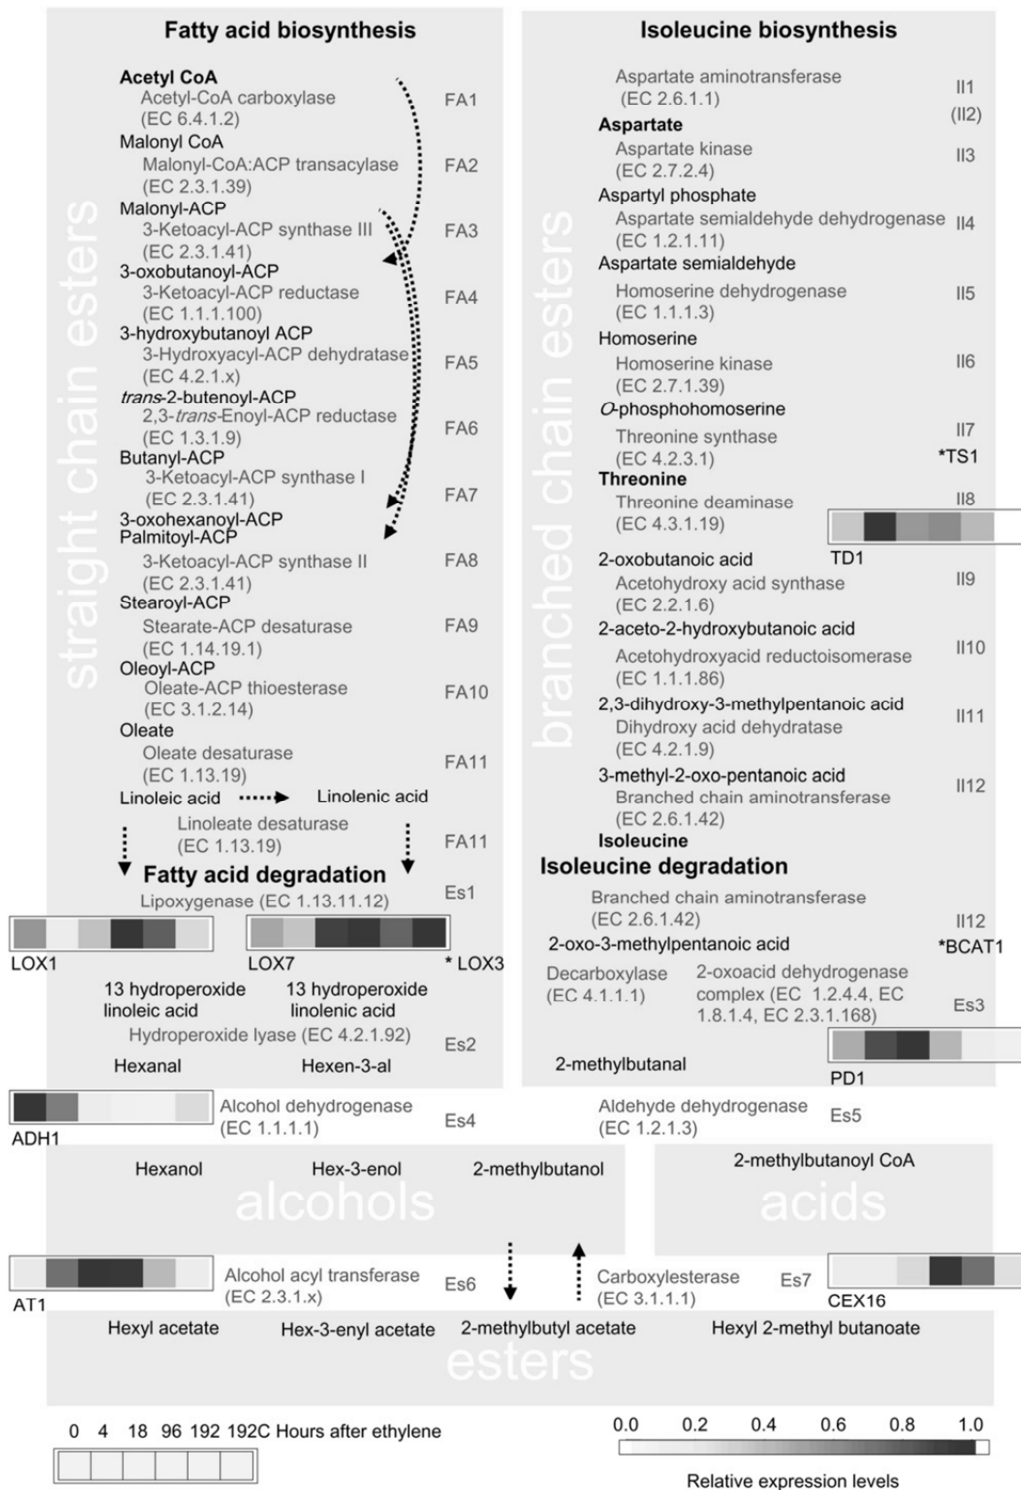 Fatty acid biosynthesis
straight chain esters
Acetyl CoA
Acetyl-CoA carboxylase
(EC 6.4.1.2)
FA1
Malonyl CoA
Malonyl-CoA:ACP transacylase
(EC 2.3.1.39)
FA2
Malonyl-ACP
3-Ketoacyl-ACP synthase III
(EC 2.3.1.41)
FA3
3-oxobutanoyl-ACP
3-Ketoacyl-ACP reductase
(EC 1.1.1.100)
FA4
3-hydroxybutanoyl ACP
3-Hydroxyacyl-ACP dehydratase
(EC 4.2.1.x)
FA5
trans-2-butenoyl-ACP
2,3-trans-Enoyl-ACP reductase
(EC 1.3.1.9)
FA6
Butanyl-ACP
3-Ketoacyl-ACP synthase I
(EC 2.3.1.41)
FA7
3-oxohexanoyl-ACP
Palmitoyl-ACP
3-Ketoacyl-ACP synthase II
(EC 2.3.1.41)
FA8
Stearoyl-ACP
Stearate-ACP desaturase
(EC 1.14.19.1)
FA9
Oleoyl-ACP
Oleate-ACP thioesterase
(EC 3.1.2.14)
FA10
Oleate
Oleate desaturase
(EC 1.13.19)
FA11
Linoleic acid
Linolenic acid
Linoleate desaturase
(EC 1.13.19)
FA11
Fatty acid degradation
Lipoxygenase (EC 1.13.11.12)
Es1
LOX1
LOX7
* LOX3
13 hydroperoxide
linoleic acid
13 hydroperoxide
linolenic acid
Hydroperoxide lyase (EC 4.2.1.92)
Es2
Hexanal
Hexen-3-al
Isoleucine biosynthesis
branched chain esters
Aspartate aminotransferase
(EC 2.6.1.1)
Il1
(Il2)
Aspartate
Aspartate kinase
(EC 2.7.2.4)
Il3
Aspartyl phosphate
Aspartate semialdehyde dehydrogenase
(EC 1.2.1.11)
Il4
Aspartate semialdehyde
Homoserine dehydrogenase
(EC 1.1.1.3)
Il5
Homoserine
Homoserine kinase
(EC 2.7.1.39)
Il6
O-phosphohomoserine
Threonine synthase
(EC 4.2.3.1)
Il7
*TS1
Threonine
Threonine deaminase
(EC 4.3.1.19)
Il8
TD1
2-oxobutanoic acid
Acetohydroxy acid synthase
(EC 2.2.1.6)
Il9
2-aceto-2-hydroxybutanoic acid
Acetohydroxyacid reductoisomerase
(EC 1.1.1.86)
Il10
2,3-dihydroxy-3-methylpentanoic acid
Dihydroxy acid dehydratase
(EC 4.2.1.9)
Il11
3-methyl-2-oxo-pentanoic acid
Branched chain aminotransferase
(EC 2.6.1.42)
Il12
Isoleucine
Isoleucine degradation
Branched chain aminotransferase
(EC 2.6.1.42)
Il12
2-oxo-3-methylpentanoic acid
*BCAT1
Decarboxylase
(EC 4.1.1.1)
2-oxoacid dehydrogenase
complex (EC 1.2.4.4, EC
1.8.1.4, EC 2.3.1.168)
Es3
2-methylbutanal
PD1
ADH1
Alcohol dehydrogenase
(EC 1.1.1.1)
Es4
Aldehyde dehydrogenase
(EC 1.2.1.3)
Es5
Hexanol
Hex-3-enol
2-methylbutanol
2-methylbutanoyl CoA
alcohols
acids
AT1
Alcohol acyl transferase
(EC 2.3.1.x)
Es6
Carboxylesterase
(EC 3.1.1.1)
Es7
CEX16
Hexyl acetate
Hex-3-enyl acetate
2-methylbutyl acetate
Hexyl 2-methyl butanoate
esters
0 4 18 96 192 192C Hours after ethylene
0.0 0.2 0.4 0.6 0.8 1.0
Relative expression levels